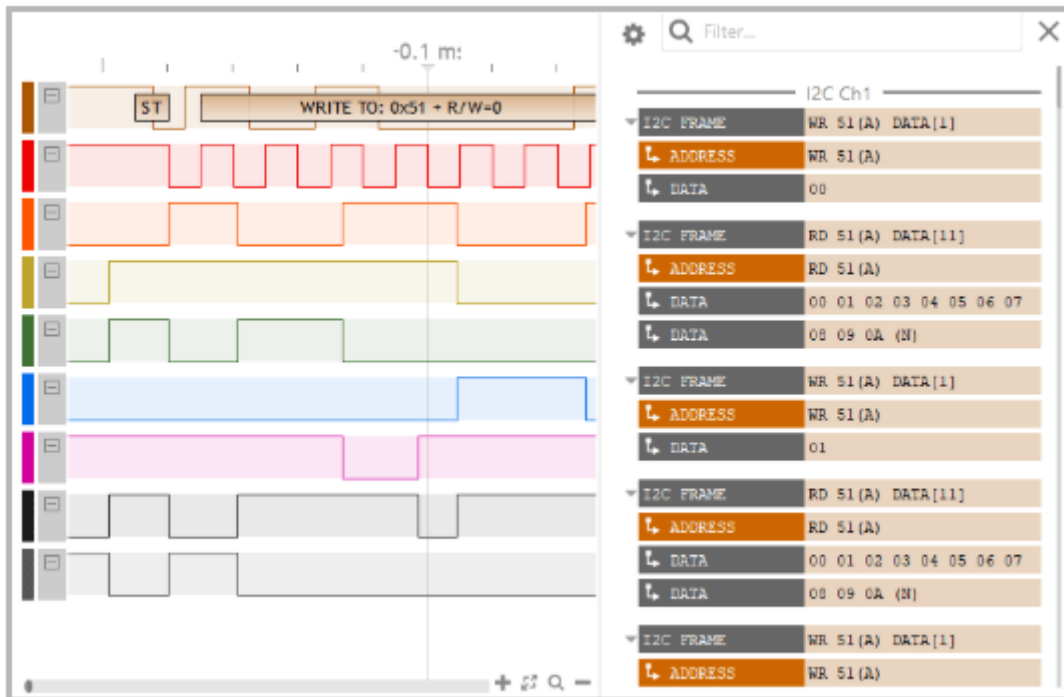 -0.1 m:
Filter...
ST
WRITE TO: 0x51 + R/W=0
I2C Ch1
I2C FRAME WR 51(A) DATA[1]
ADDRESS WR 51(A)
DATA 00
I2C FRAME RD 51(A) DATA[11]
ADDRESS RD 51(A)
DATA 00 01 02 03 04 05 06 07
DATA 08 09 0A (N)
I2C FRAME WR 51(A) DATA[1]
ADDRESS WR 51(A)
DATA 01
I2C FRAME RD 51(A) DATA[11]
ADDRESS RD 51(A)
DATA 00 01 02 03 04 05 06 07
DATA 08 09 0A (N)
I2C FRAME WR 51(A) DATA[1]
ADDRESS WR 51(A)